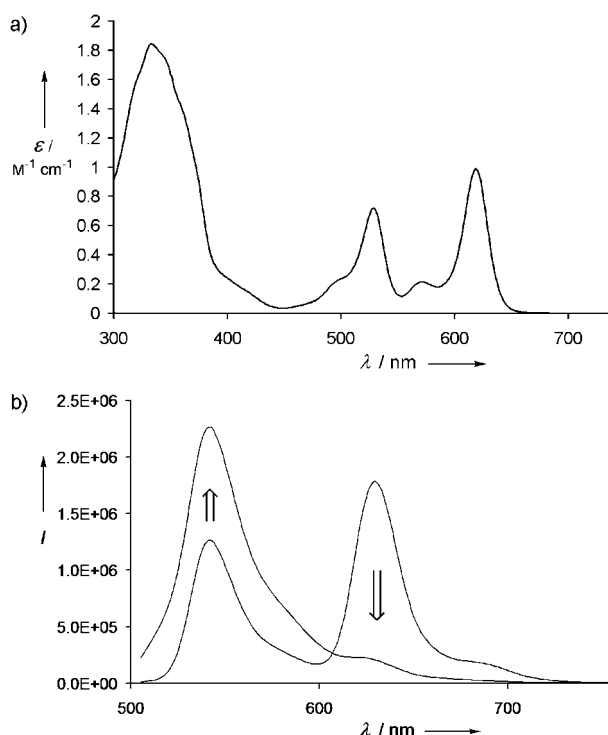 a)
2
1.8
1.6
1.4
1.2
1
0.8
0.6
0.4
0.2
0
ε /
M⁻¹ cm⁻¹
300 400 500 600 700
λ / nm
b)
2.5E+06
2.0E+06
1.5E+06
1.0E+06
5.0E+05
0.0E+00
I
500 600 700
λ / nm